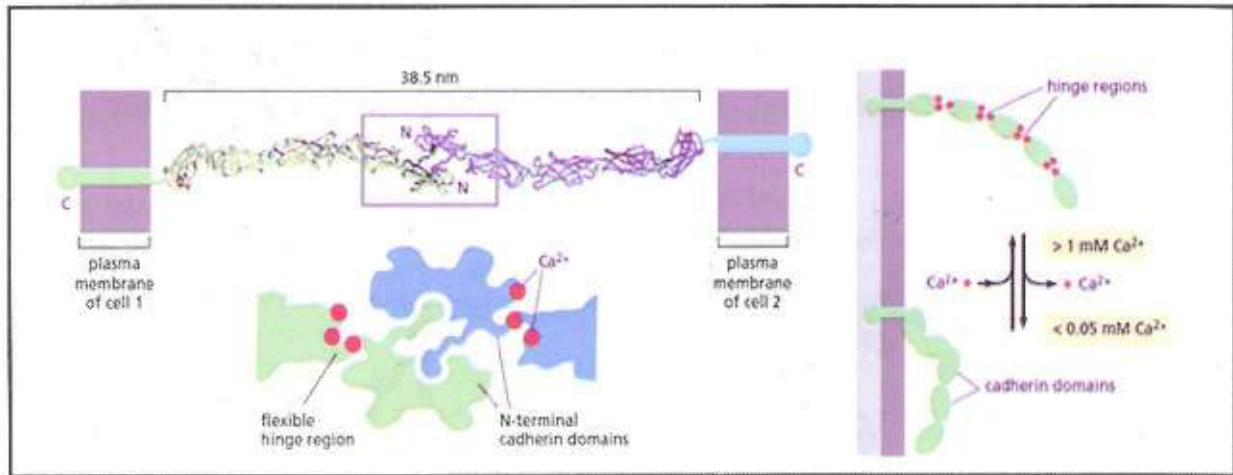 38.5 nm
N
N
C
C
plasma
membrane
of cell 1
plasma
membrane
of cell 2
Ca²⁺
flexible
hinge region
N-terminal
cadherin domains
hinge regions
> 1 mM Ca²⁺
Ca²⁺
Ca²⁺
< 0.05 mM Ca²⁺
cadherin domains